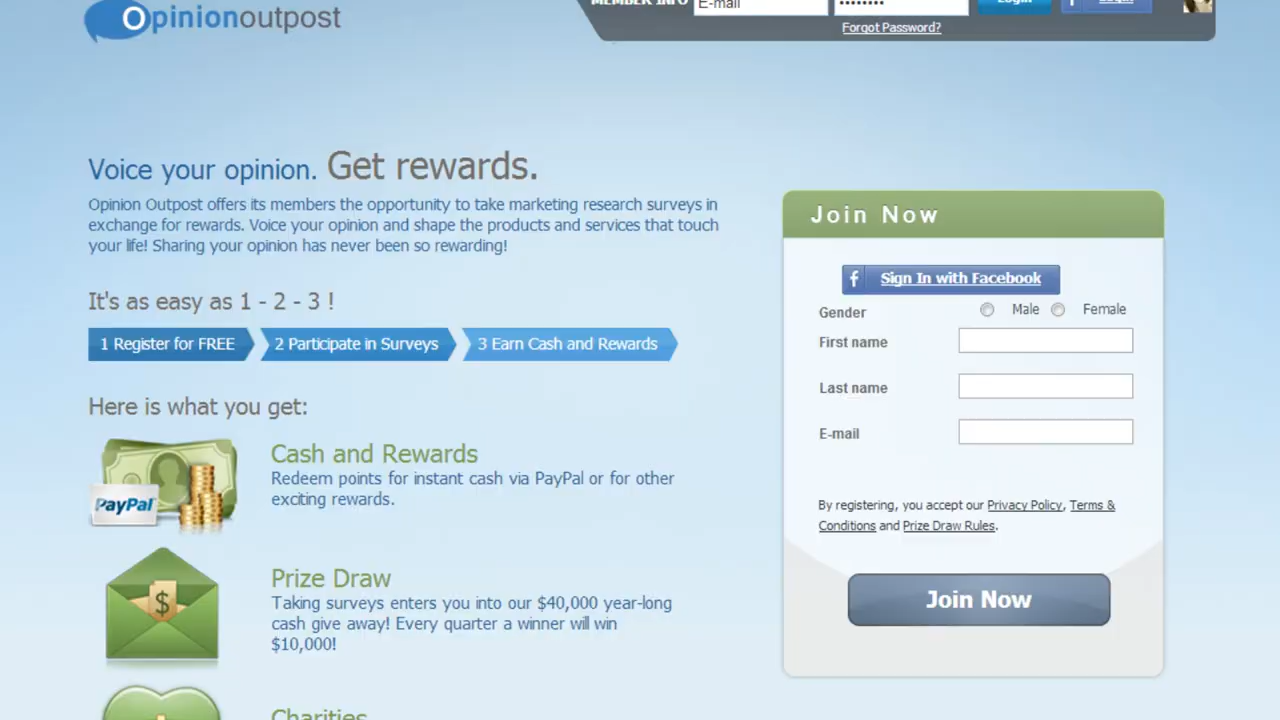 Opinionoutpost
MEMBER INFO
E-mail
Login
Login
Forgot Password?
Voice your opinion. Get rewards.
Opinion Outpost offers its members the opportunity to take marketing research surveys in
exchange for rewards. Voice your opinion and shape the products and services that touch
your life! Sharing your opinion has never been so rewarding!
It's as easy as 1 - 2 - 3 !
1 Register for FREE
2 Participate in Surveys
3 Earn Cash and Rewards
Here is what you get:
PayPal
Cash and Rewards
Redeem points for instant cash via PayPal or for other
exciting rewards.
$
Prize Draw
Taking surveys enters you into our $40,000 year-long
cash give away! Every quarter a winner will win
$10,000!
Charities
Join Now
f Sign In with Facebook
Gender
Male
Female
First name
Last name
E-mail
By registering, you accept our Privacy Policy, Terms &
Conditions and Prize Draw Rules.
Join Now